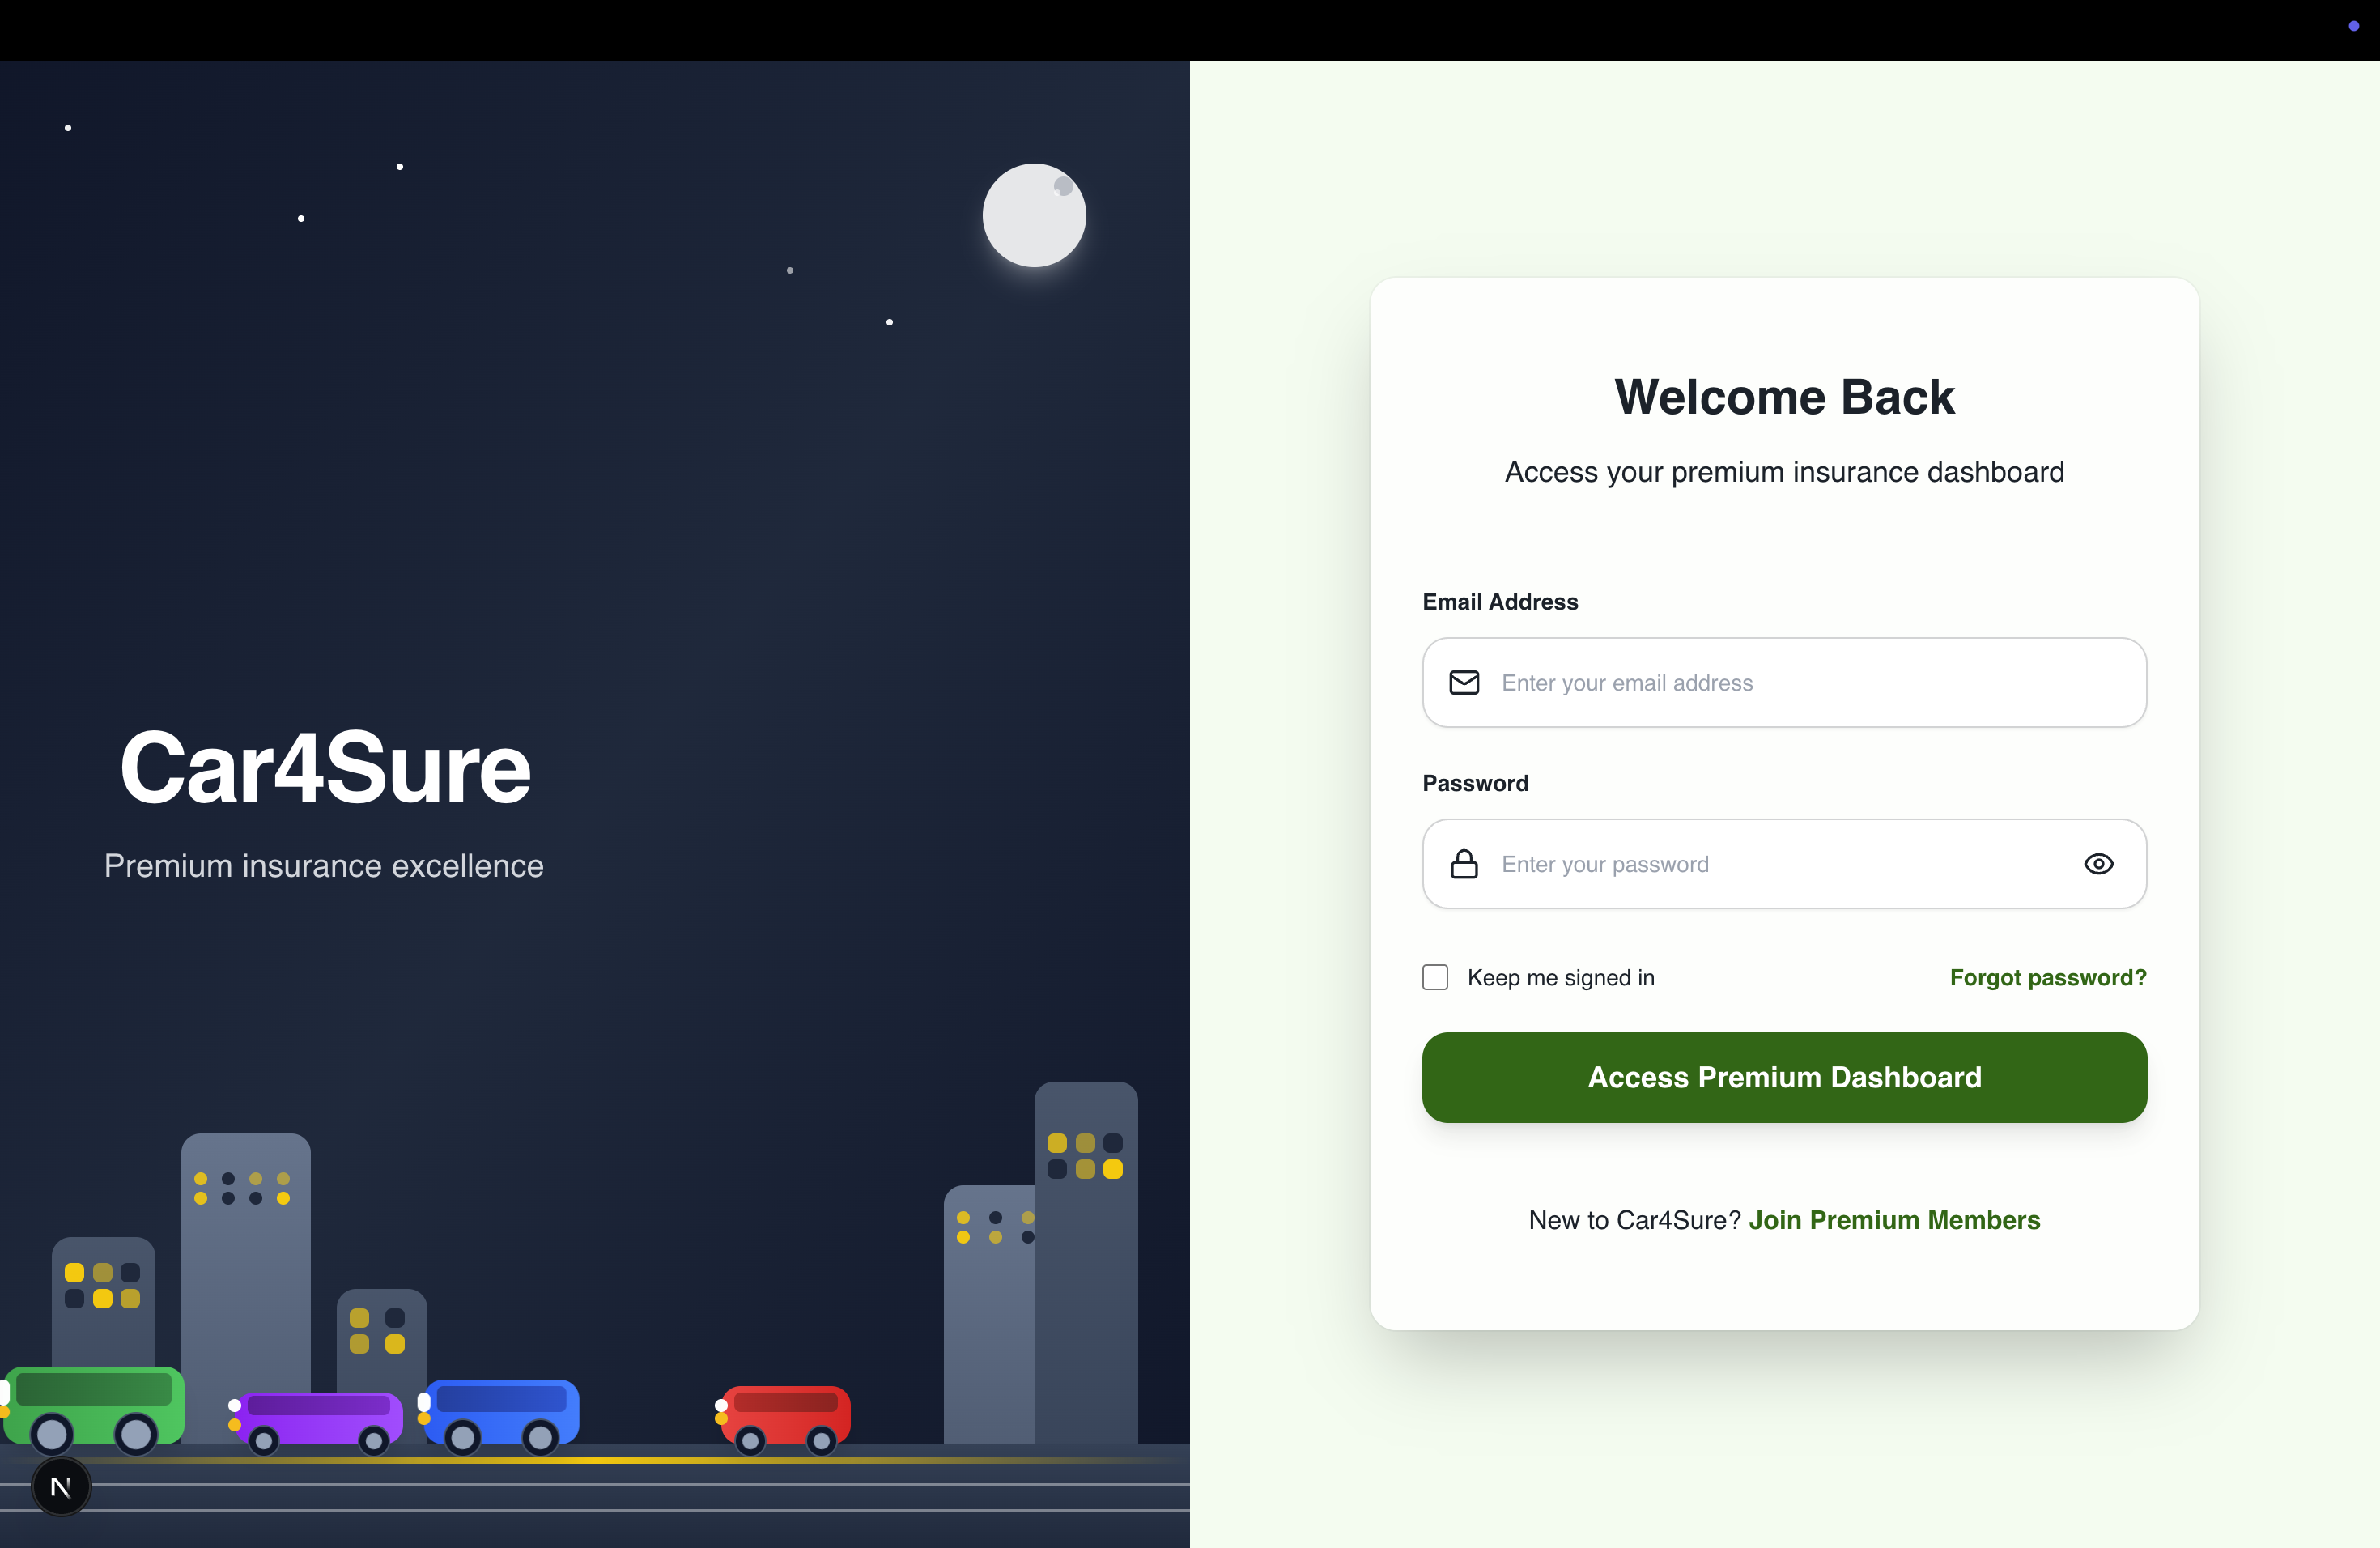 Car4Sure
Premium insurance excellence
N
Welcome Back
Access your premium insurance dashboard
Email Address
Enter your email address
Password
Enter your password
Keep me signed in
Forgot password?
Access Premium Dashboard
New to Car4Sure? Join Premium Members